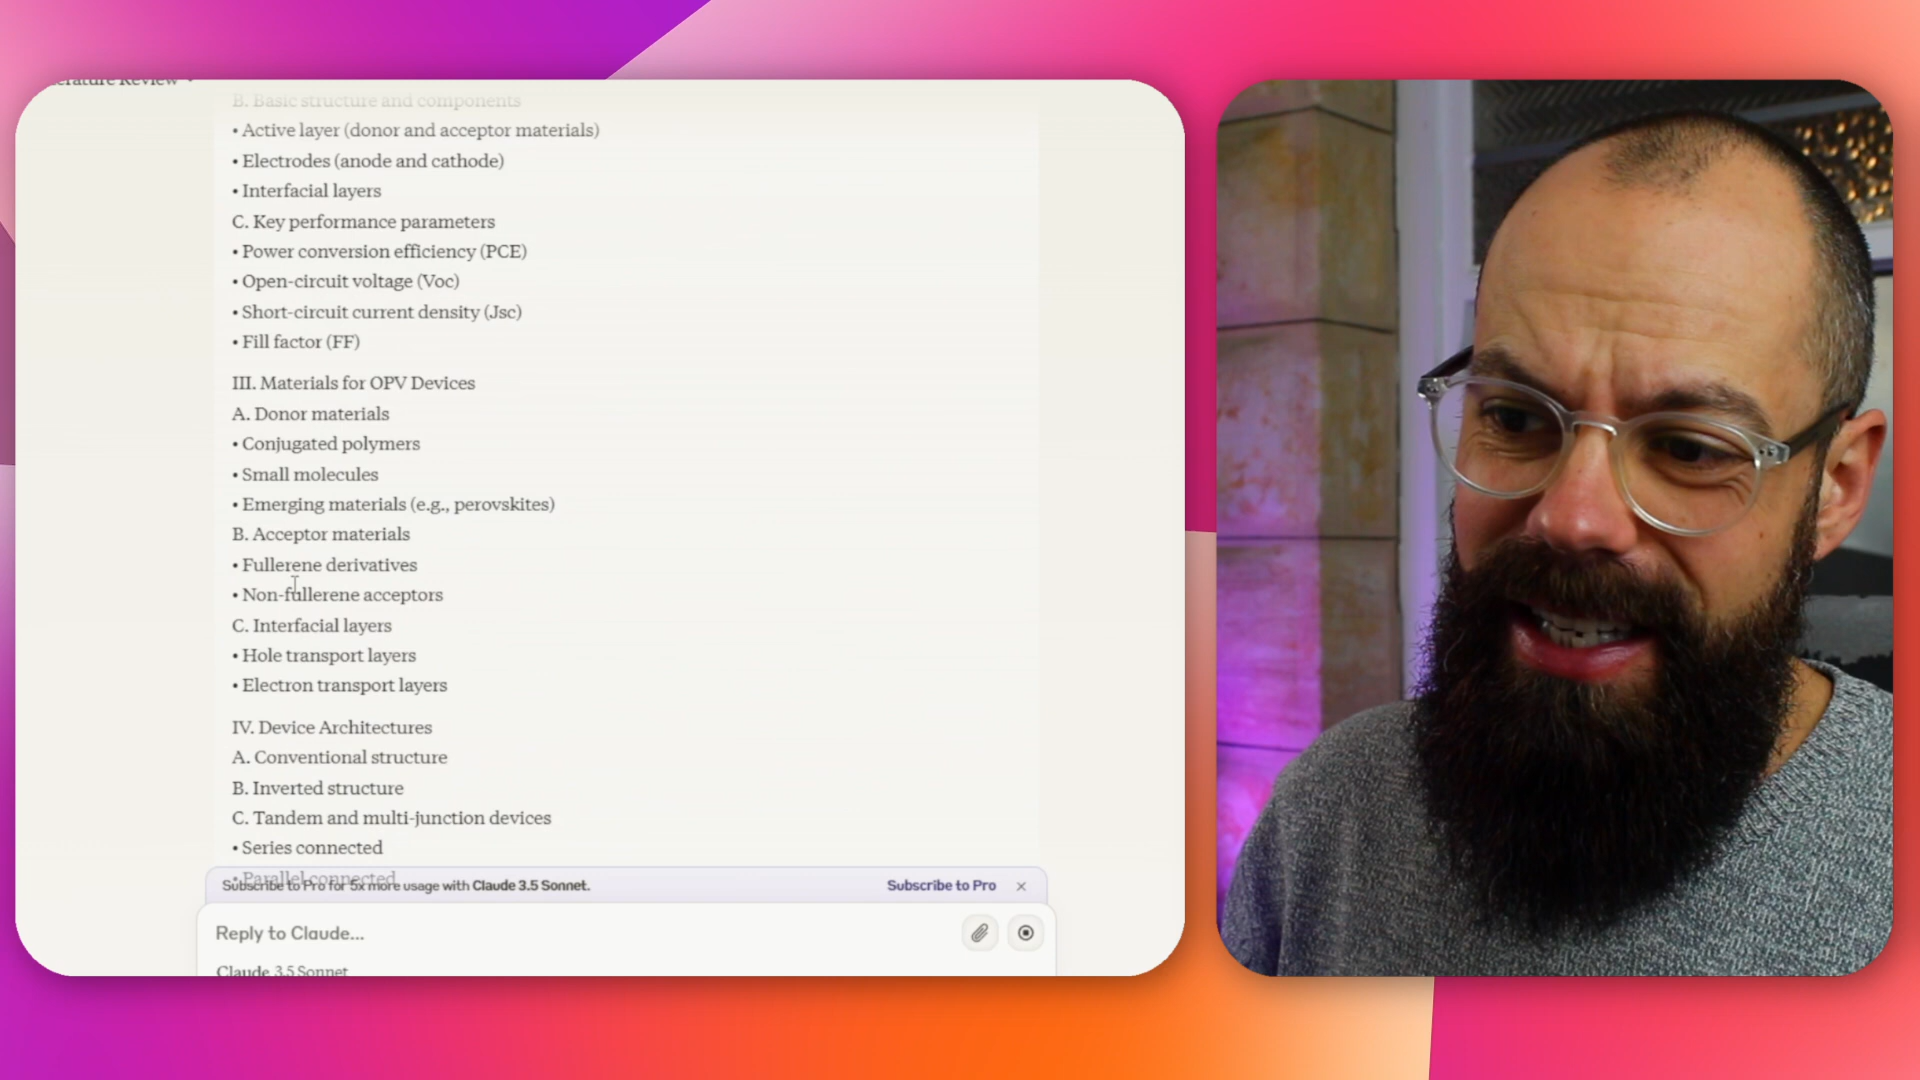 erature Review
B. Basic structure and components
• Active layer (donor and acceptor materials)
• Electrodes (anode and cathode)
• Interfacial layers
C. Key performance parameters
• Power conversion efficiency (PCE)
• Open-circuit voltage (Voc)
• Short-circuit current density (Jsc)
• Fill factor (FF)
III. Materials for OPV Devices
A. Donor materials
• Conjugated polymers
• Small molecules
• Emerging materials (e.g., perovskites)
B. Acceptor materials
• Fullerene derivatives
• Non-fullerene acceptors
C. Interfacial layers
• Hole transport layers
• Electron transport layers
IV. Device Architectures
A. Conventional structure
B. Inverted structure
C. Tandem and multi-junction devices
• Series connected
• Parallel connected
Subscribe to Pro for 5x more usage with Claude 3.5 Sonnet. Subscribe to Pro
Reply to Claude...
Claude 3.5 Sonnet